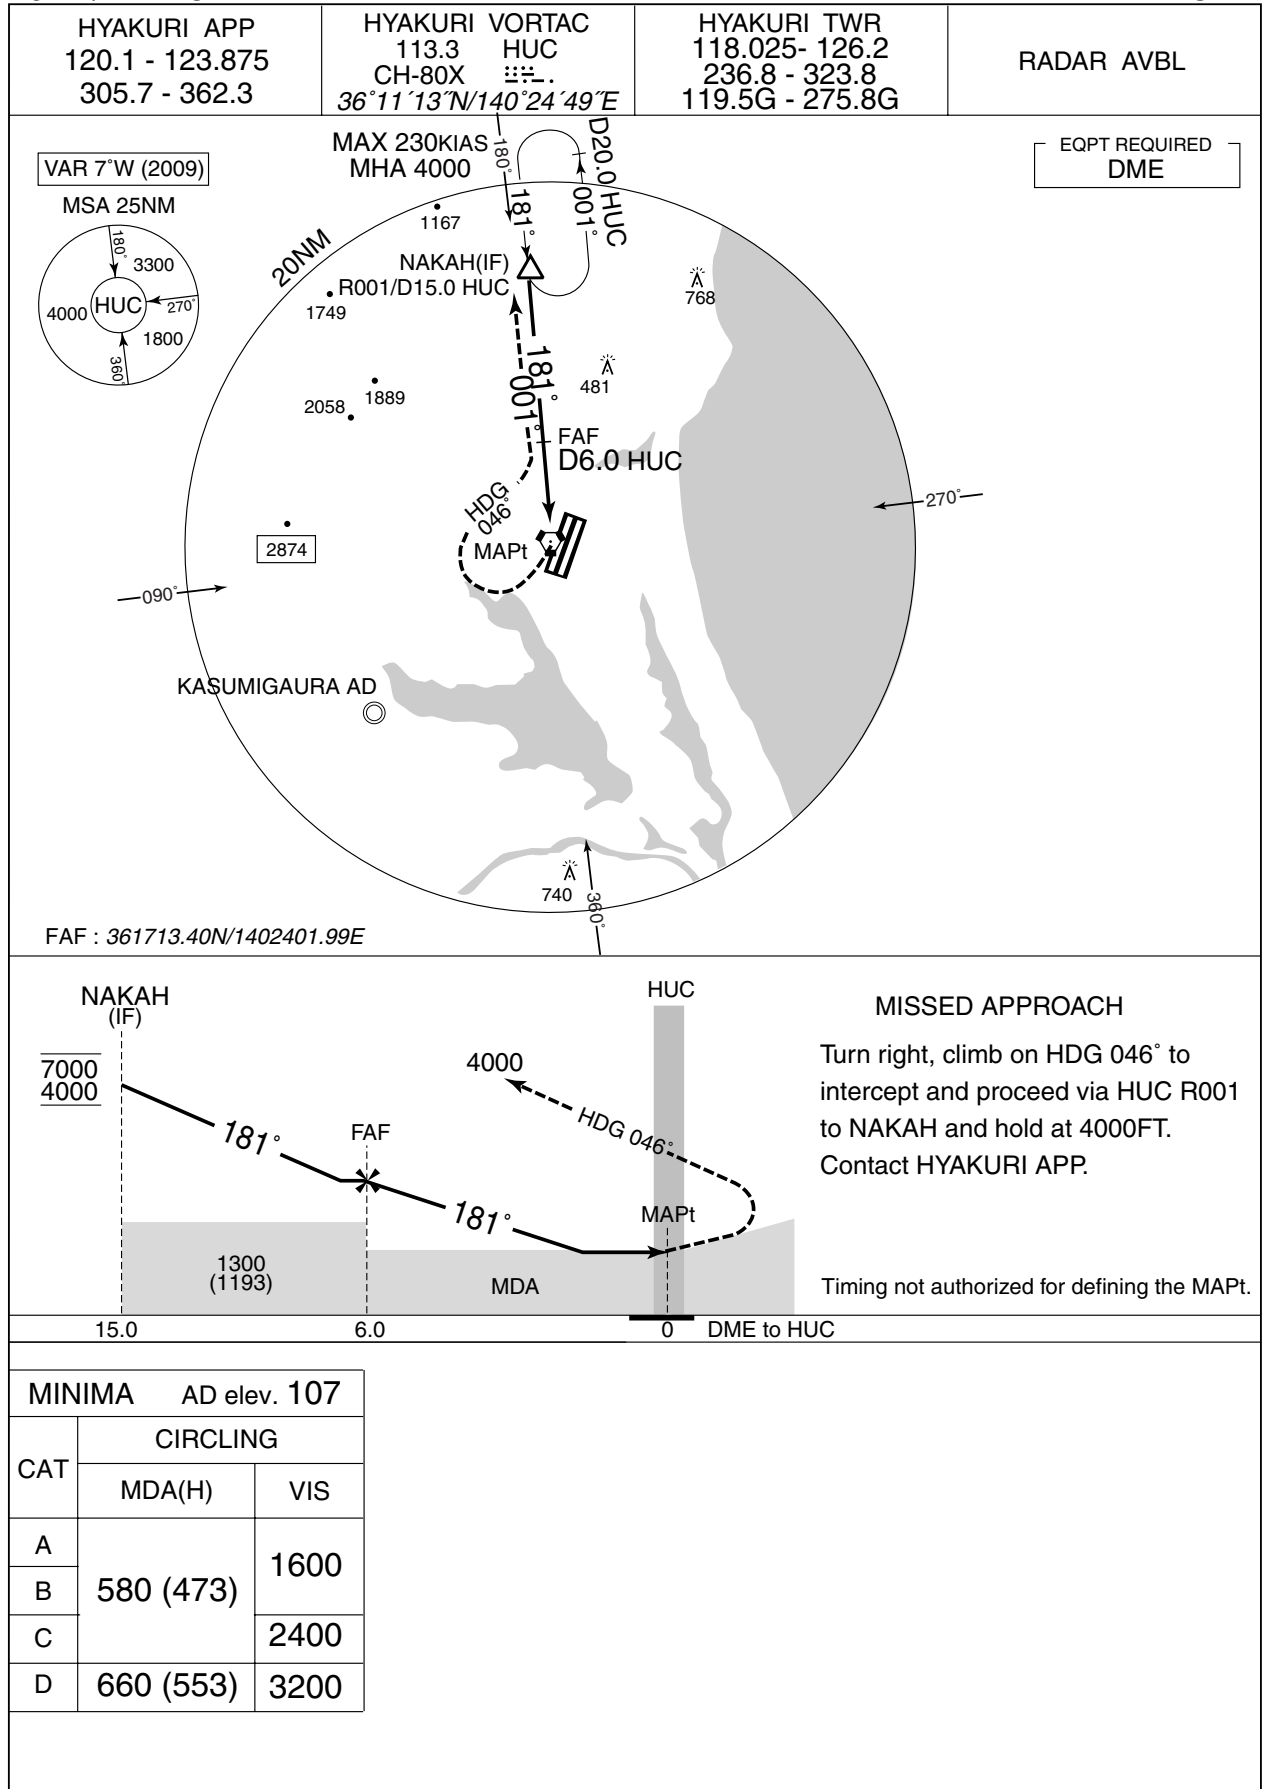 HYAKURI APP
120.1 - 123.875
305.7 - 362.3
HYAKURI VORTAC
113.3 HUC
CH-80X
36°11´13˝N/140°24´49˝E
HYAKURI TWR
118.025- 126.2
236.8 - 323.8
119.5G - 275.8G
RADAR AVBL
VAR 7°W (2009)
MSA 25NM
180°
3300
4000
HUC
270°
1800
360°
MAX 230KIAS
MHA 4000
180°
181°
001°
D20.0 HUC
EQPT REQUIRED
DME
20NM
1167
NAKAH(IF)
R001/D15.0 HUC
1749
768
481
181°
001°
2058
1889
FAF
D6.0 HUC
HDG
046°
MAPt
2874
270°
090°
KASUMIGAURA AD
740
360°
FAF : 361713.40N/1402401.99E
NAKAH
(IF)
7000
4000
181°
FAF
181°
4000
HDG 046°
HUC
MAPt
1300
(1193)
MDA
15.0
6.0
0
DME to HUC
MISSED APPROACH
Turn right, climb on HDG 046° to
intercept and proceed via HUC R001
to NAKAH and hold at 4000FT.
Contact HYAKURI APP.
Timing not authorized for defining the MAPt.
MINIMA AD elev. 107
CAT
CIRCLING
MDA(H) VIS
A
B
C
D
580 (473)
1600
2400
660 (553) 3200